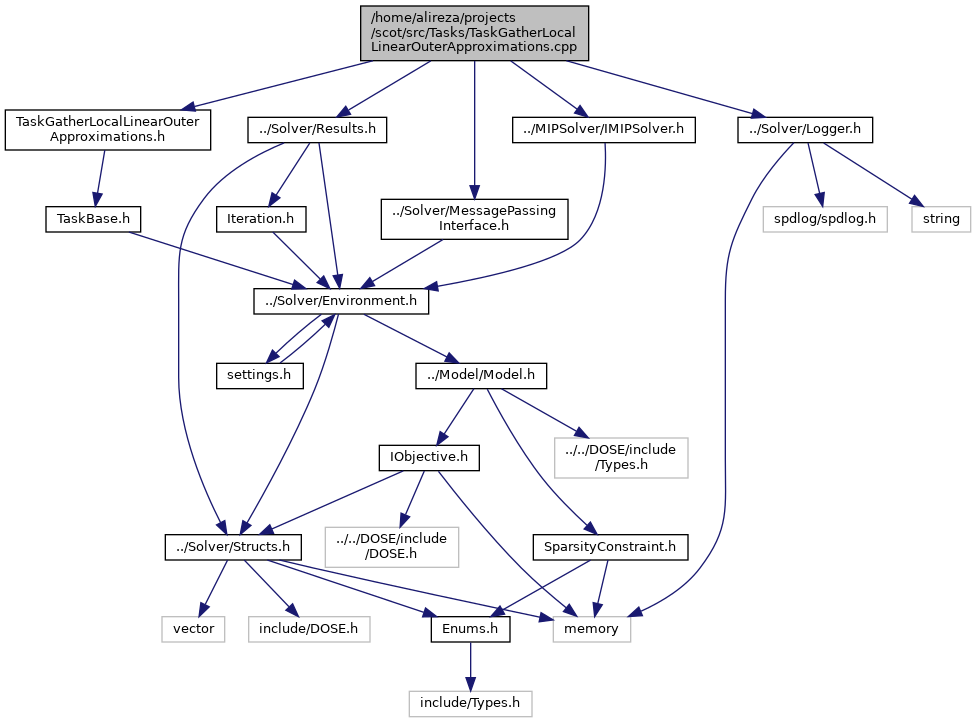 /home/alireza/projects
/scot/src/Tasks/TaskGatherLocal
LinearOuterApproximations.cpp
TaskGatherLocalLinearOuter
Approximations.h
../Solver/Results.h
../MIPSolver/IMIPSolver.h
../Solver/Logger.h
TaskBase.h
Iteration.h
../Solver/MessagePassing
Interface.h
spdlog/spdlog.h
string
../Solver/Environment.h
settings.h
../Model/Model.h
IObjective.h
../../DOSE/include
/Types.h
../Solver/Structs.h
../../DOSE/include
/DOSE.h
SparsityConstraint.h
vector
include/DOSE.h
Enums.h
memory
include/Types.h